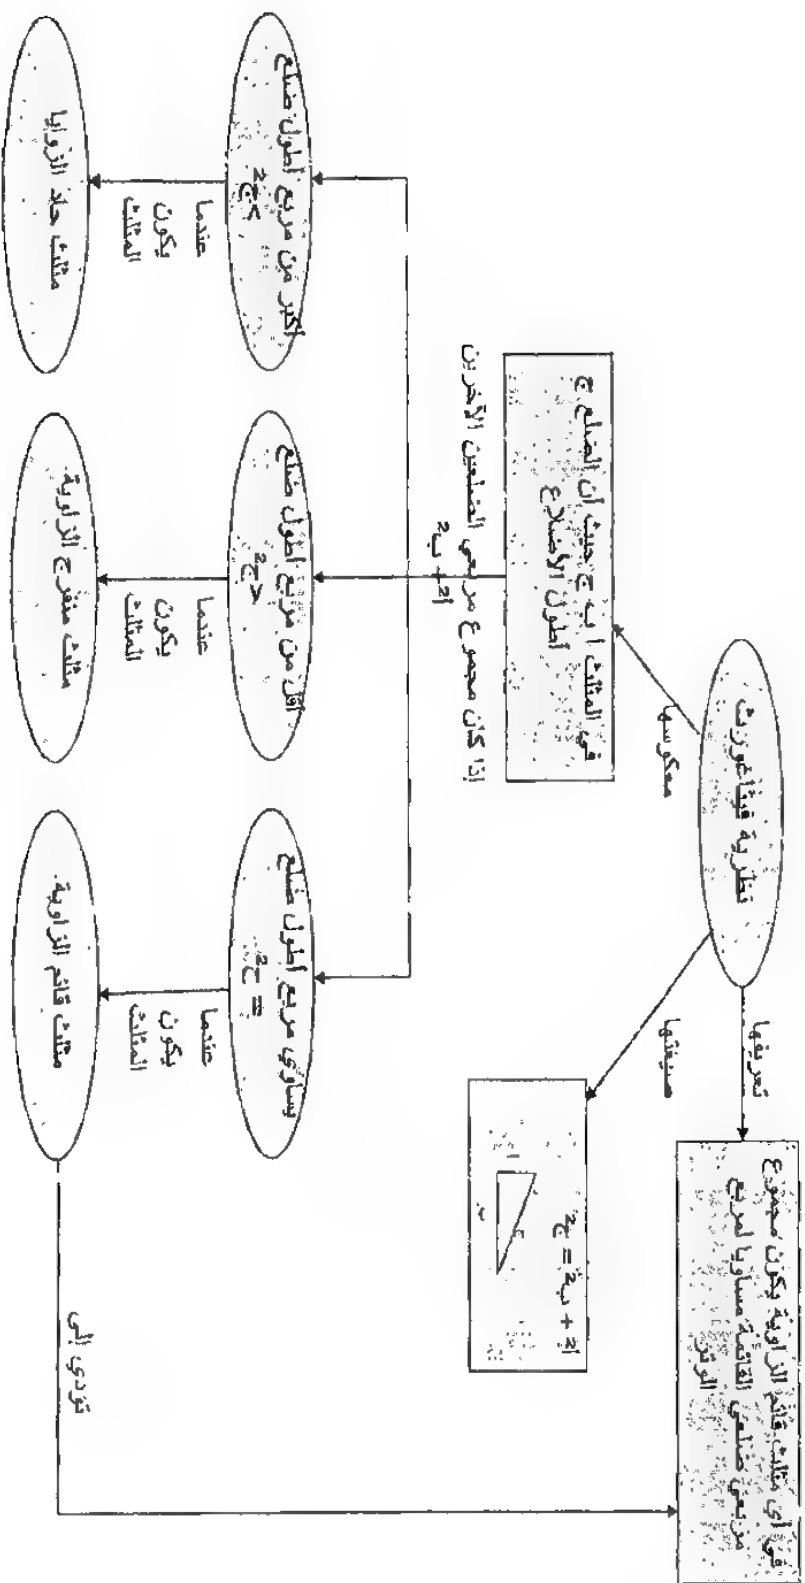 نظرية فيثاغورث
تعريفها
في أي مثلث قائم الزاوية يكون مجموع
مربعي ضلعي القائمة مساويا لمربع
الوتر
صيغتها
أ² + ب² = ج²
ب
معكوسها
في المثلث أ ب ج حيث أن الضلع ج
أطول الأضلاع
إذا كان مجموع مربعي الضلعين الآخرين
أ² + ب²
يساوي مربع أطول ضلع
= ج²
أقل من مربع أطول ضلع
<ج²
أكبر من مربع أطول ضلع
>ج²
عندما
يكون
المثلث
عندما
يكون
المثلث
عندما
يكون
المثلث
مثلث قائم الزاوية
مثلث منفرج الزاوية
مثلث حاد الزوايا
تؤدي إلى